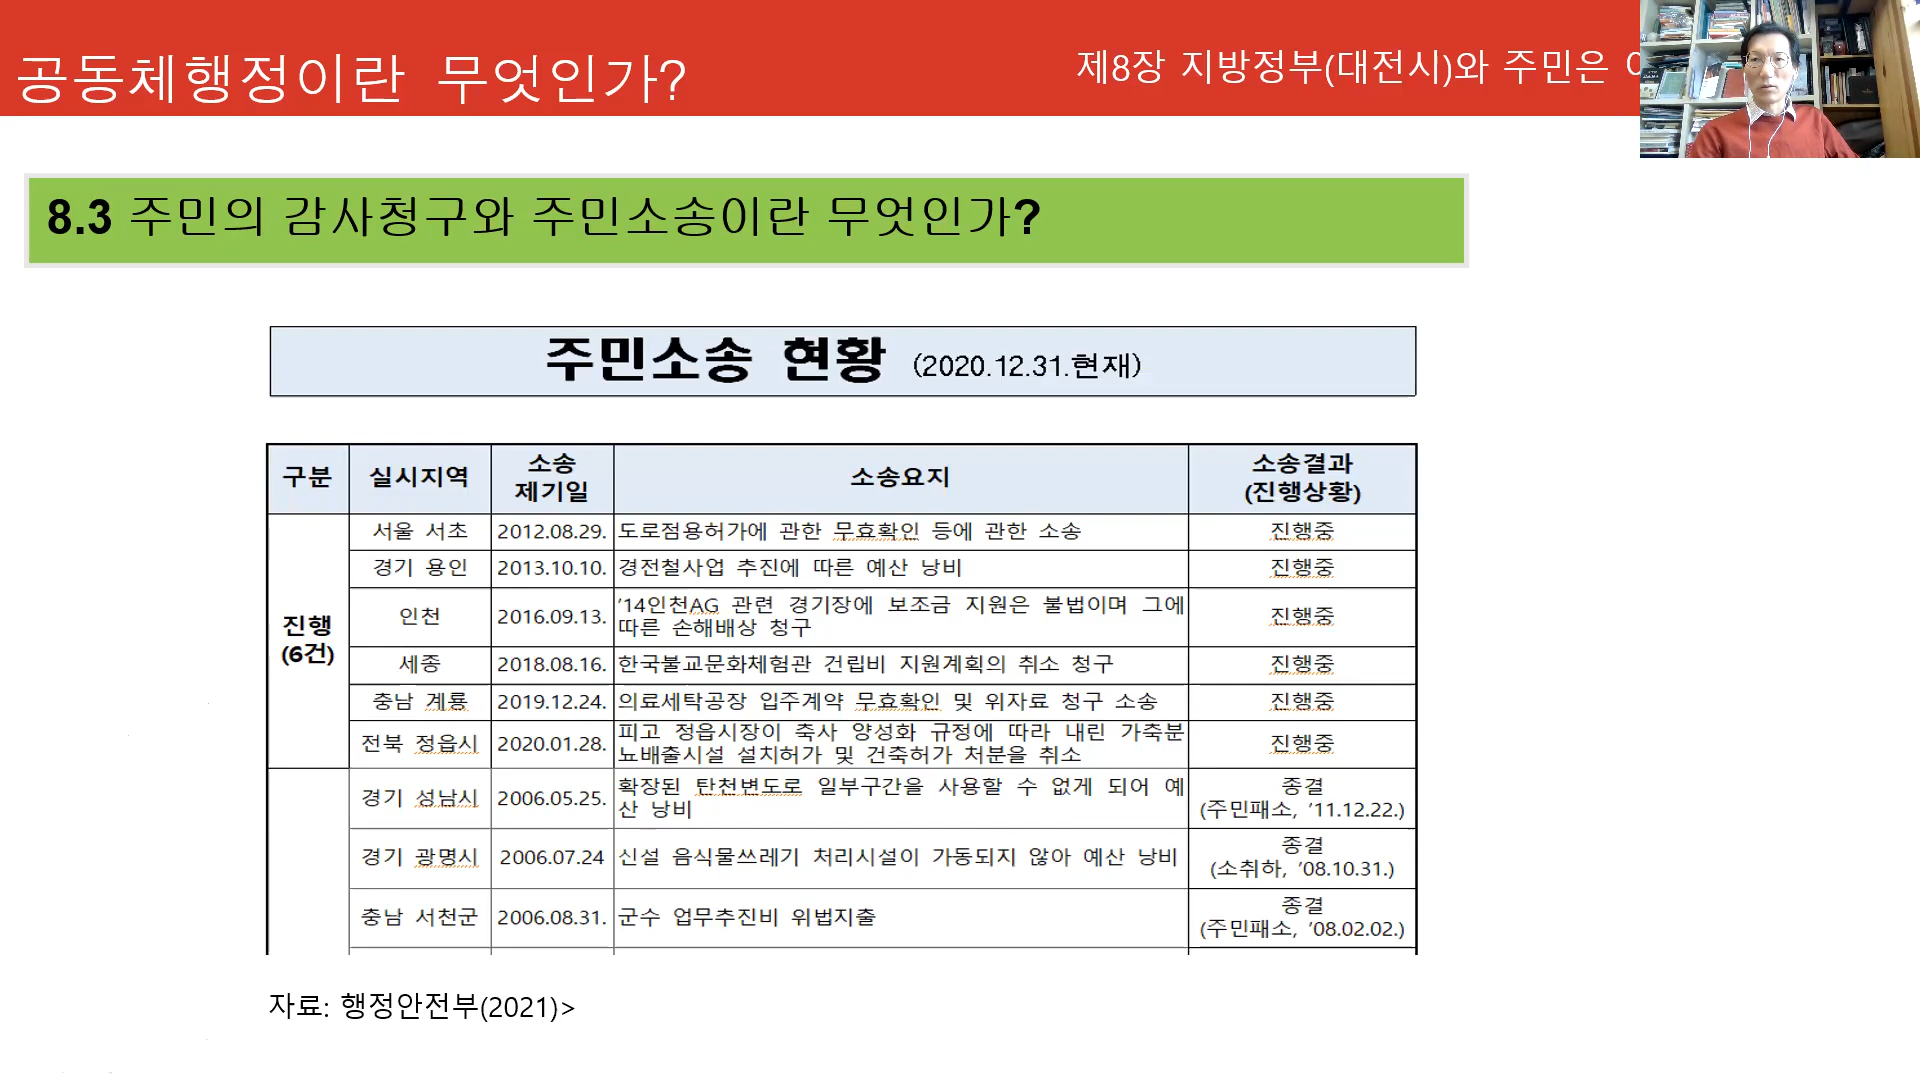 공동체행정이란 무엇인가?
제8장 지방정부(대전시)와 주민은
8.3 주민의 감사청구와 주민소송이란 무엇인가?
주민소송 현황 (2020.12.31.현재)
구분 실시지역 소송 제기일 소송요지 소송결과 (진행상황)
진행 (6건)
서울 서초 2012.08.29. 도로점용허가에 관한 무효확인 등에 관한 소송 진행중
경기 용인 2013.10.10. 경전철사업 추진에 따른 예산 낭비 진행중
인천 2016.09.13. ’14인천AG 관련 경기장에 보조금 지원은 불법이며 그에
따른 손해배상 청구 진행중
세종 2018.08.16. 한국불교문화체험관 건립비 지원계획의 취소 청구 진행중
충남 계룡 2019.12.24. 의료세탁공장 입주계약 무효확인 및 위자료 청구 소송 진행중
전북 정읍시 2020.01.28. 피고 정읍시장이 축사 양성화 규정에 따라 내린 가축분
뇨배출시설 설치허가 및 건축허가 처분을 취소 진행중
경기 성남시 2006.05.25. 확장된 탄천변도로 일부구간을 사용할 수 없게 되어 예
산 낭비 종결
(주민패소, ’11.12.22.)
경기 광명시 2006.07.24 신설 음식물쓰레기 처리시설이 가동되지 않아 예산 낭비 종결
(소취하, ’08.10.31.)
충남 서천군 2006.08.31. 군수 업무추진비 위법지출 종결
(주민패소, ’08.02.02.)
자료: 행정안전부(2021)>